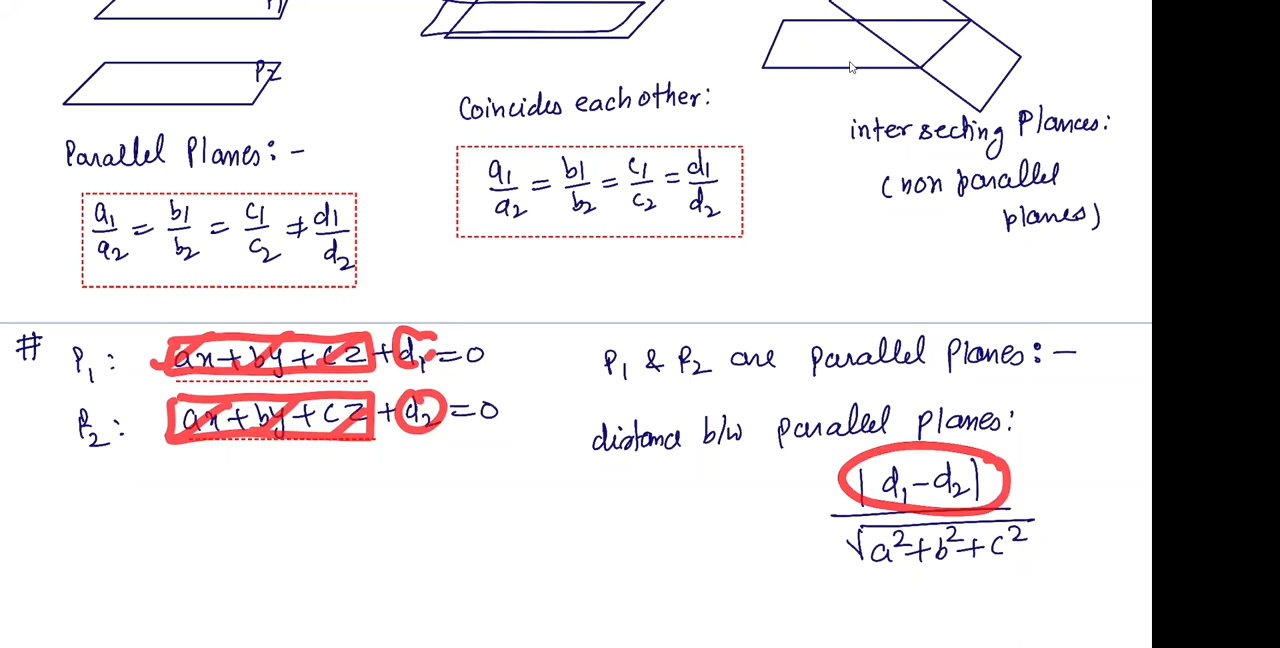 P2
Parallel Planes: -
a1/a2 = b1/b2 = c1/c2 ≠ d1/d2
Coincides each other:
a1/a2 = b1/b2 = c1/c2 = d1/d2
intersecting Plances:
(non parallel
planes)
# P1 : ax+by+cz+d1=0
P2 : ax+by+cz+d2=0
P1 & P2 are parallel planes: -
distance b/w parallel planes:
|d1-d2|
√a²+b²+c²